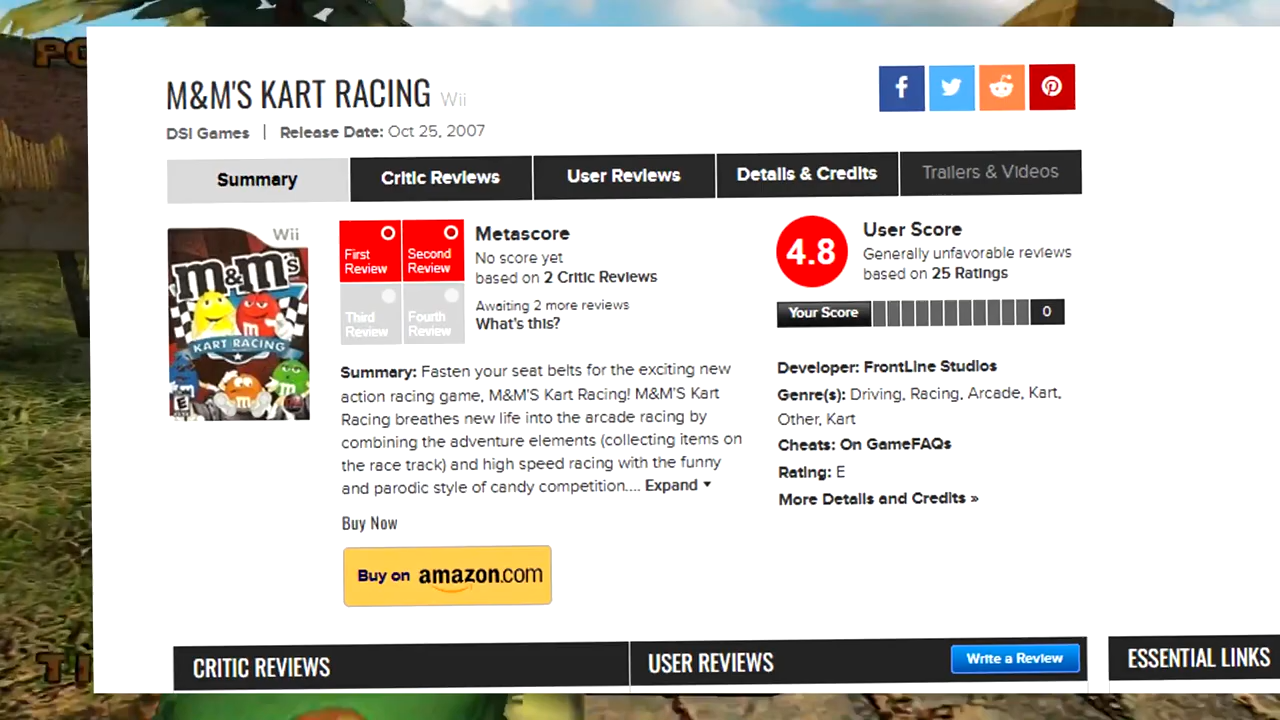 PO
M&M'S KART RACING Wii
DSI Games | Release Date: Oct 25, 2007
Summary
Critic Reviews
User Reviews
Details & Credits
Trailers & Videos
Wii
m&m's
m
KART RACING
E
First Review
Second Review
Third Review
Fourth Review
Metascore
No score yet
based on 2 Critic Reviews
Awaiting 2 more reviews
What's this?
4.8
User Score
Generally unfavorable reviews
based on 25 Ratings
Your Score
0
Summary: Fasten your seat belts for the exciting new
action racing game, M&M'S Kart Racing! M&M'S Kart
Racing breathes new life into the arcade racing by
combining the adventure elements (collecting items on
the race track) and high speed racing with the funny
and parodic style of candy competition.... Expand
Buy Now
Buy on amazon.com
Developer: FrontLine Studios
Genre(s): Driving, Racing, Arcade, Kart,
Other, Kart
Cheats: On GameFAQs
Rating: E
More Details and Credits »
CRITIC REVIEWS
USER REVIEWS
Write a Review
ESSENTIAL LINKS